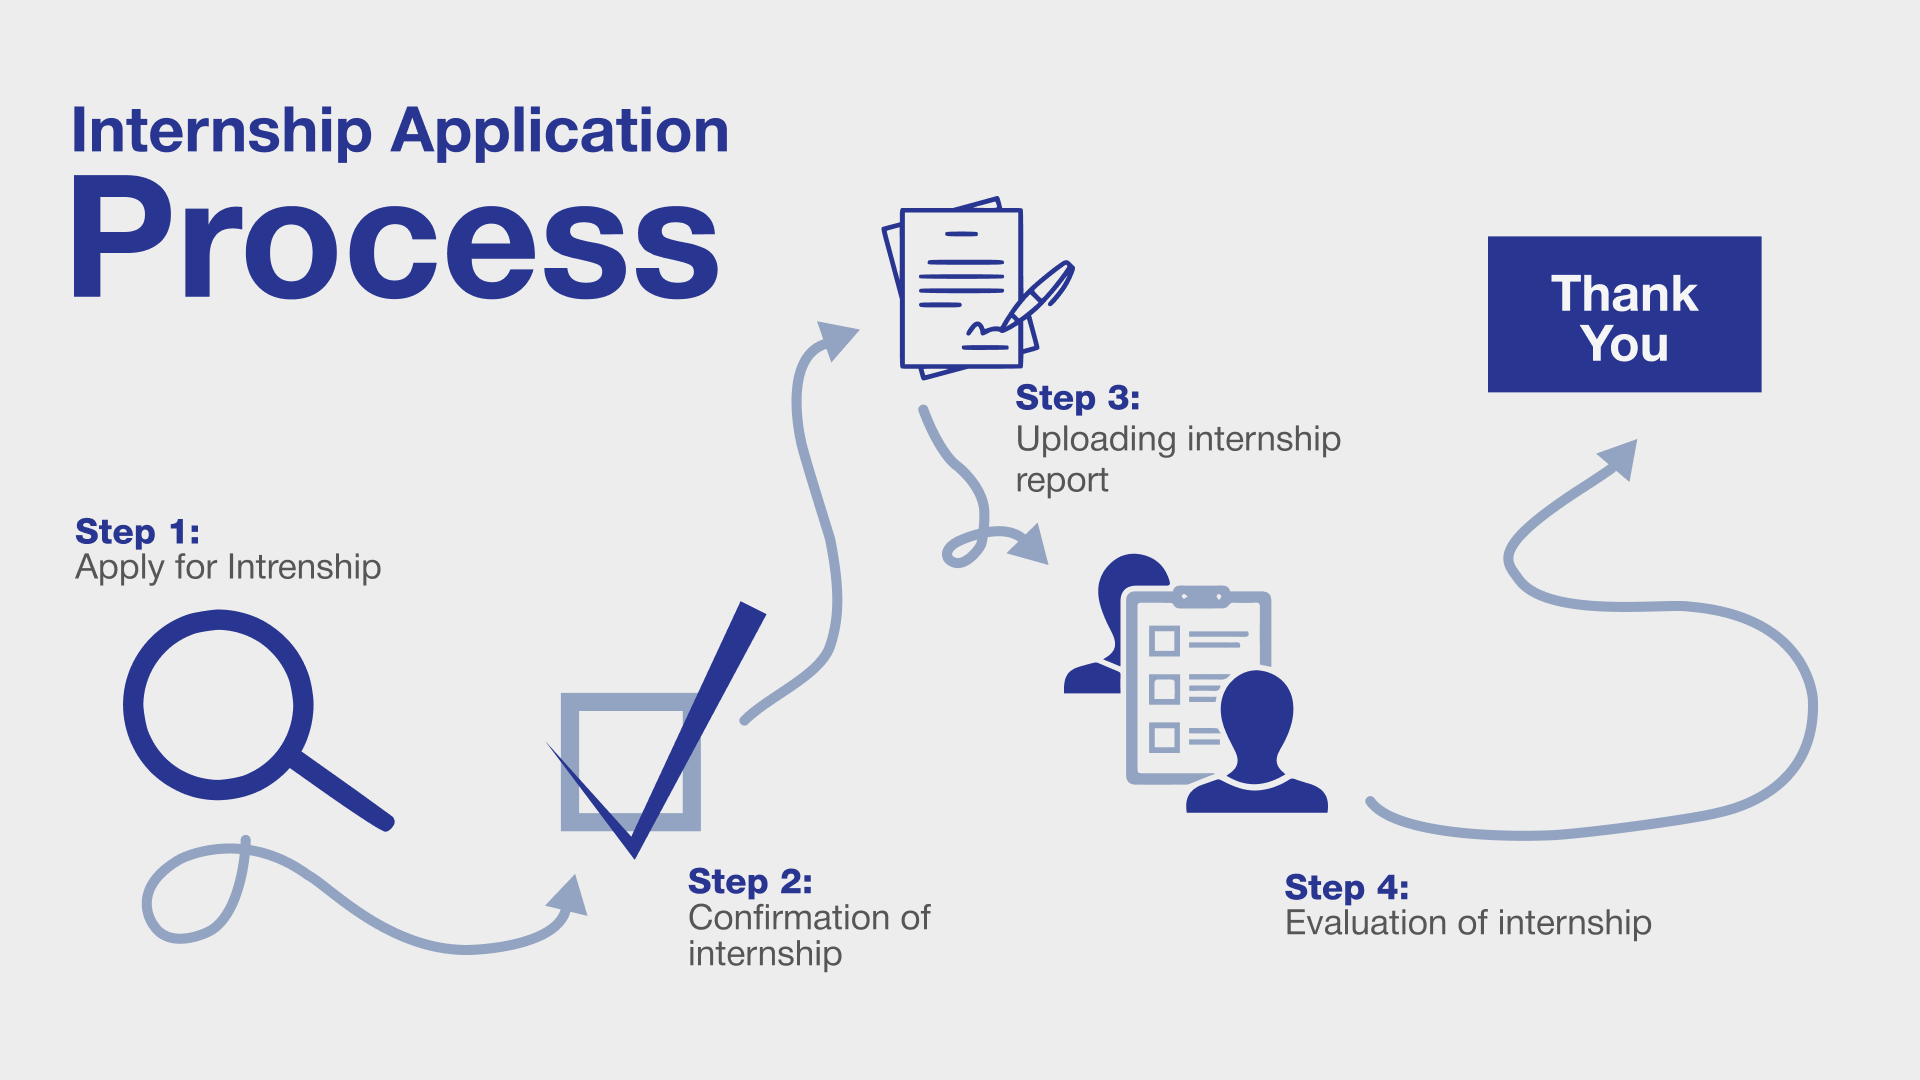 Internship Application
Process
Step 1:
Apply for Intrenship
Step 2:
Confirmation of
internship
Step 3:
Uploading internship
report
Step 4:
Evaluation of internship
Thank
You